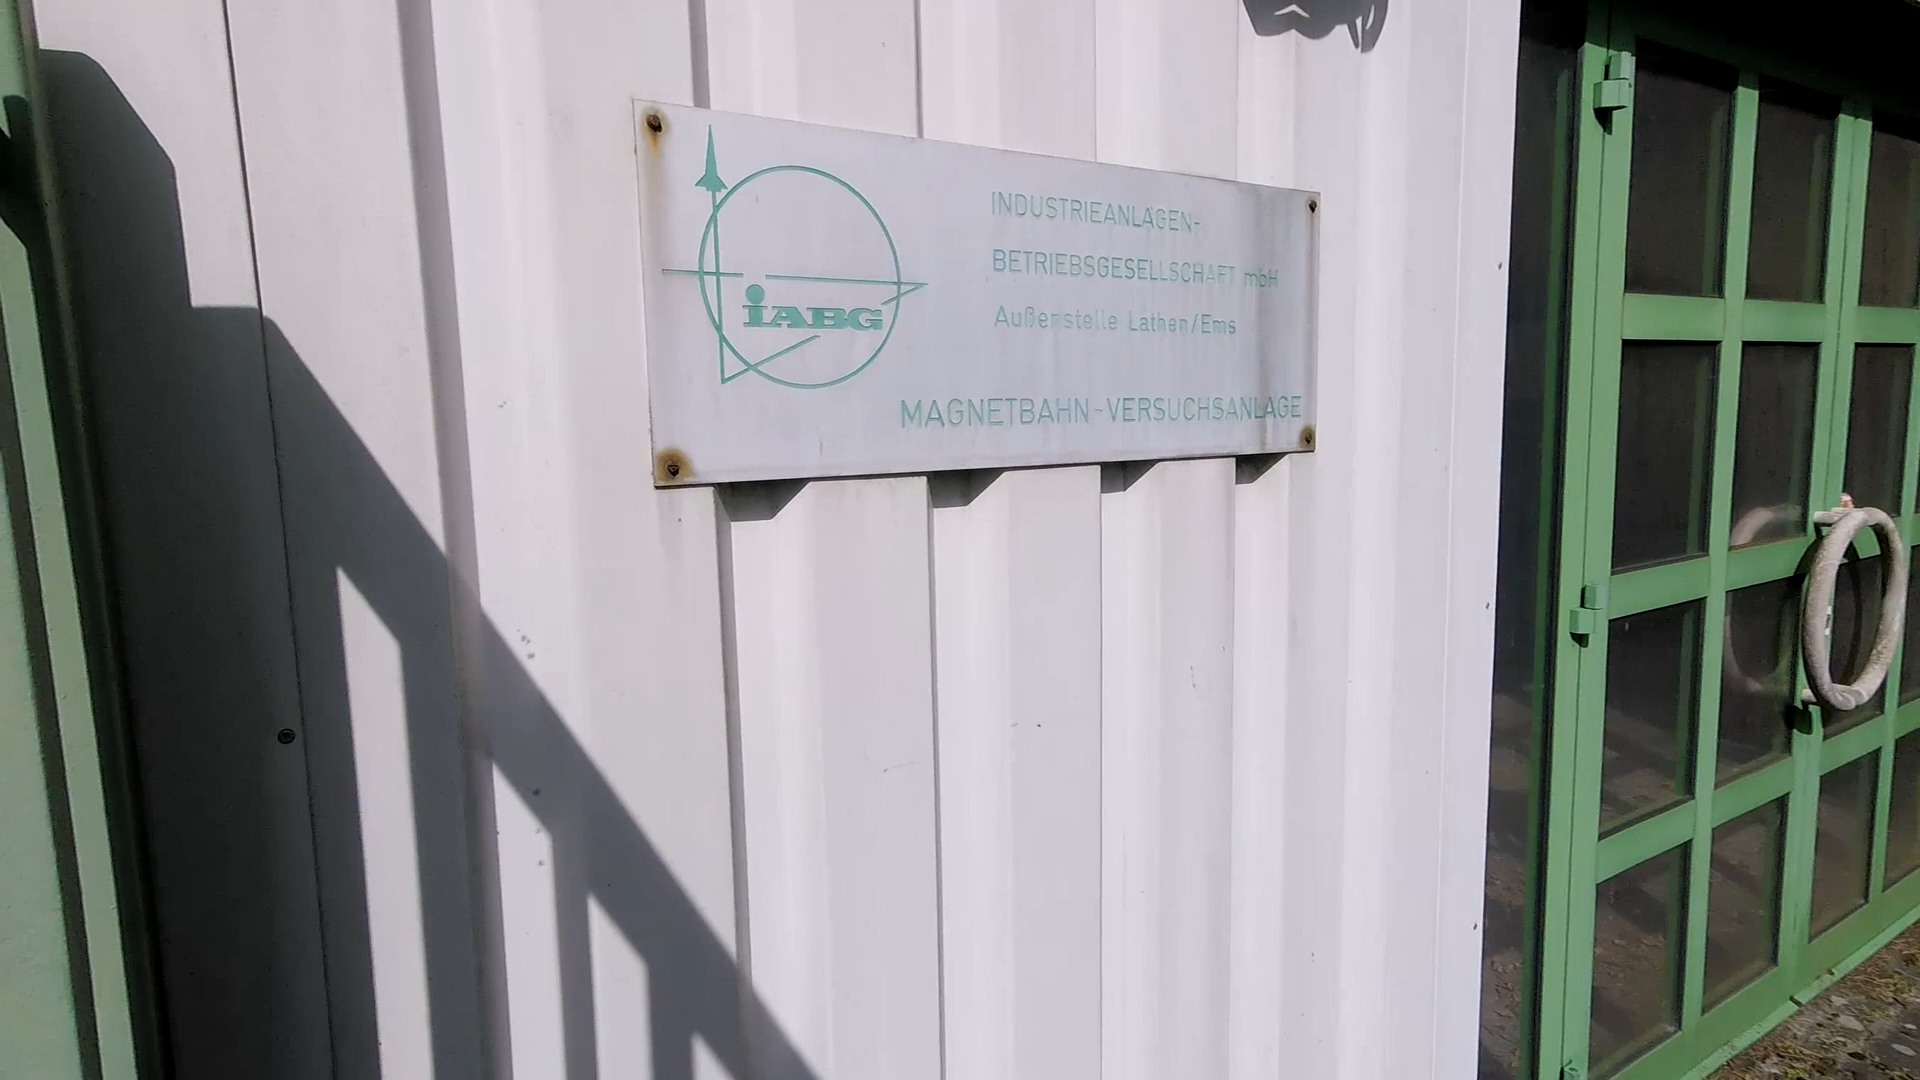 iABG
INDUSTRIEANLAGEN-
BETRIEBSGESELLSCHAFT mbH
Außenstelle Lathen/Ems
MAGNETBAHN-VERSUCHSANLAGE